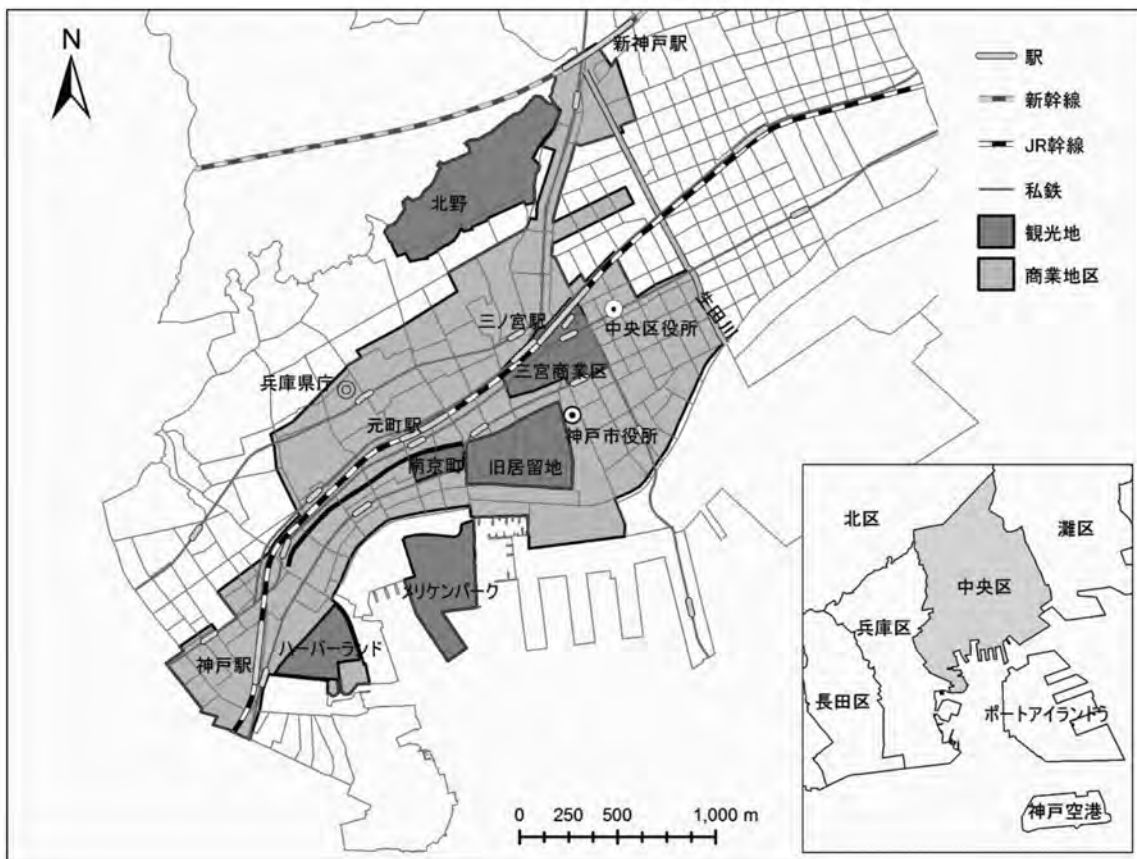 N
新神戸駅
北野
三ノ宮駅
中央区役所
生田川
三宮商業区
兵庫県庁
元町駅
神戸市役所
南京町
旧居留地
メリケンパーク
ハーバーランド
神戸駅
0 250 500 1,000 m
駅
新幹線
JR幹線
私鉄
観光地
商業地区
北区
灘区
中央区
兵庫区
長田区
ポートアイランドラ
神戸空港